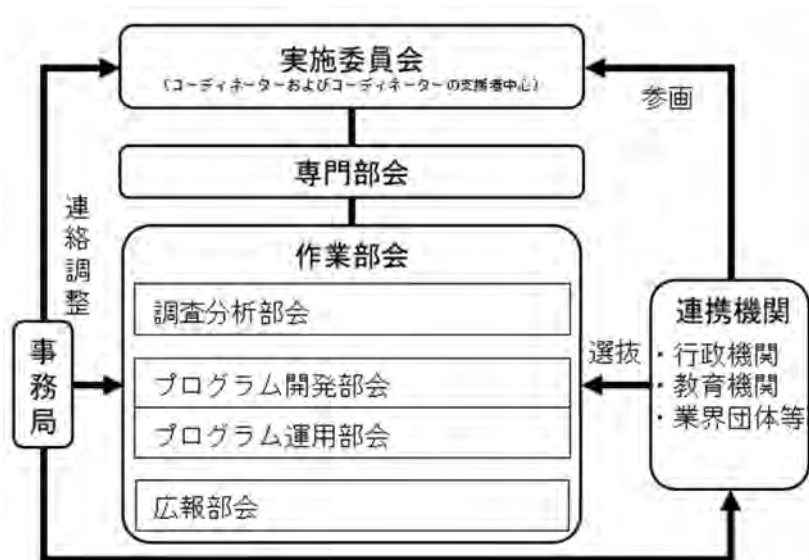 実施委員会
（コーディネーターおよびコーディネーターの支援者中心）
参画
専門部会
連絡調整
作業部会
調査分析部会
プログラム開発部会
プログラム運用部会
広報部会
事務局
選抜
連携機関
・行政機関
・教育機関
・業界団体等